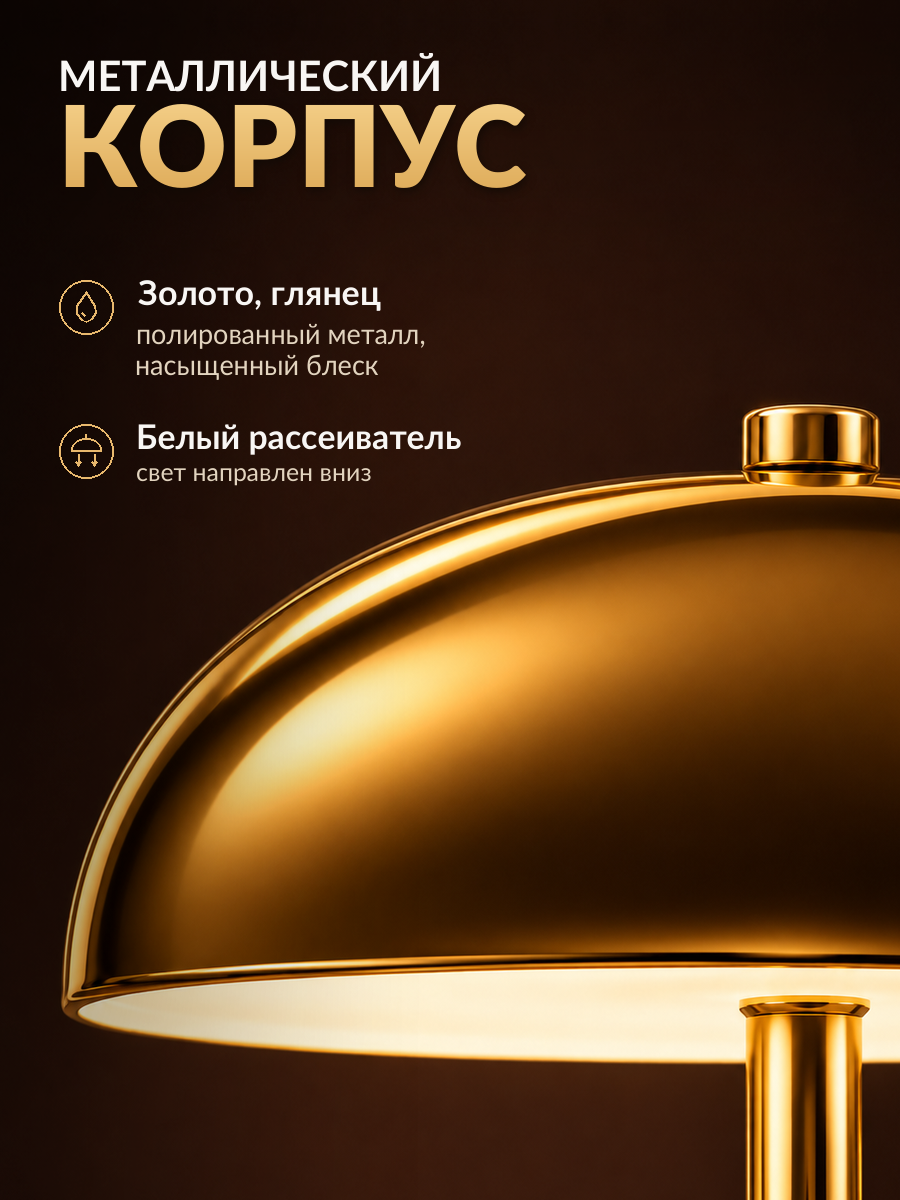 МЕТАЛЛИЧЕСКИЙ
КОРПУС
Золото, глянец
полированный металл,
насыщенный блеск
Белый рассеиватель
свет направлен вниз